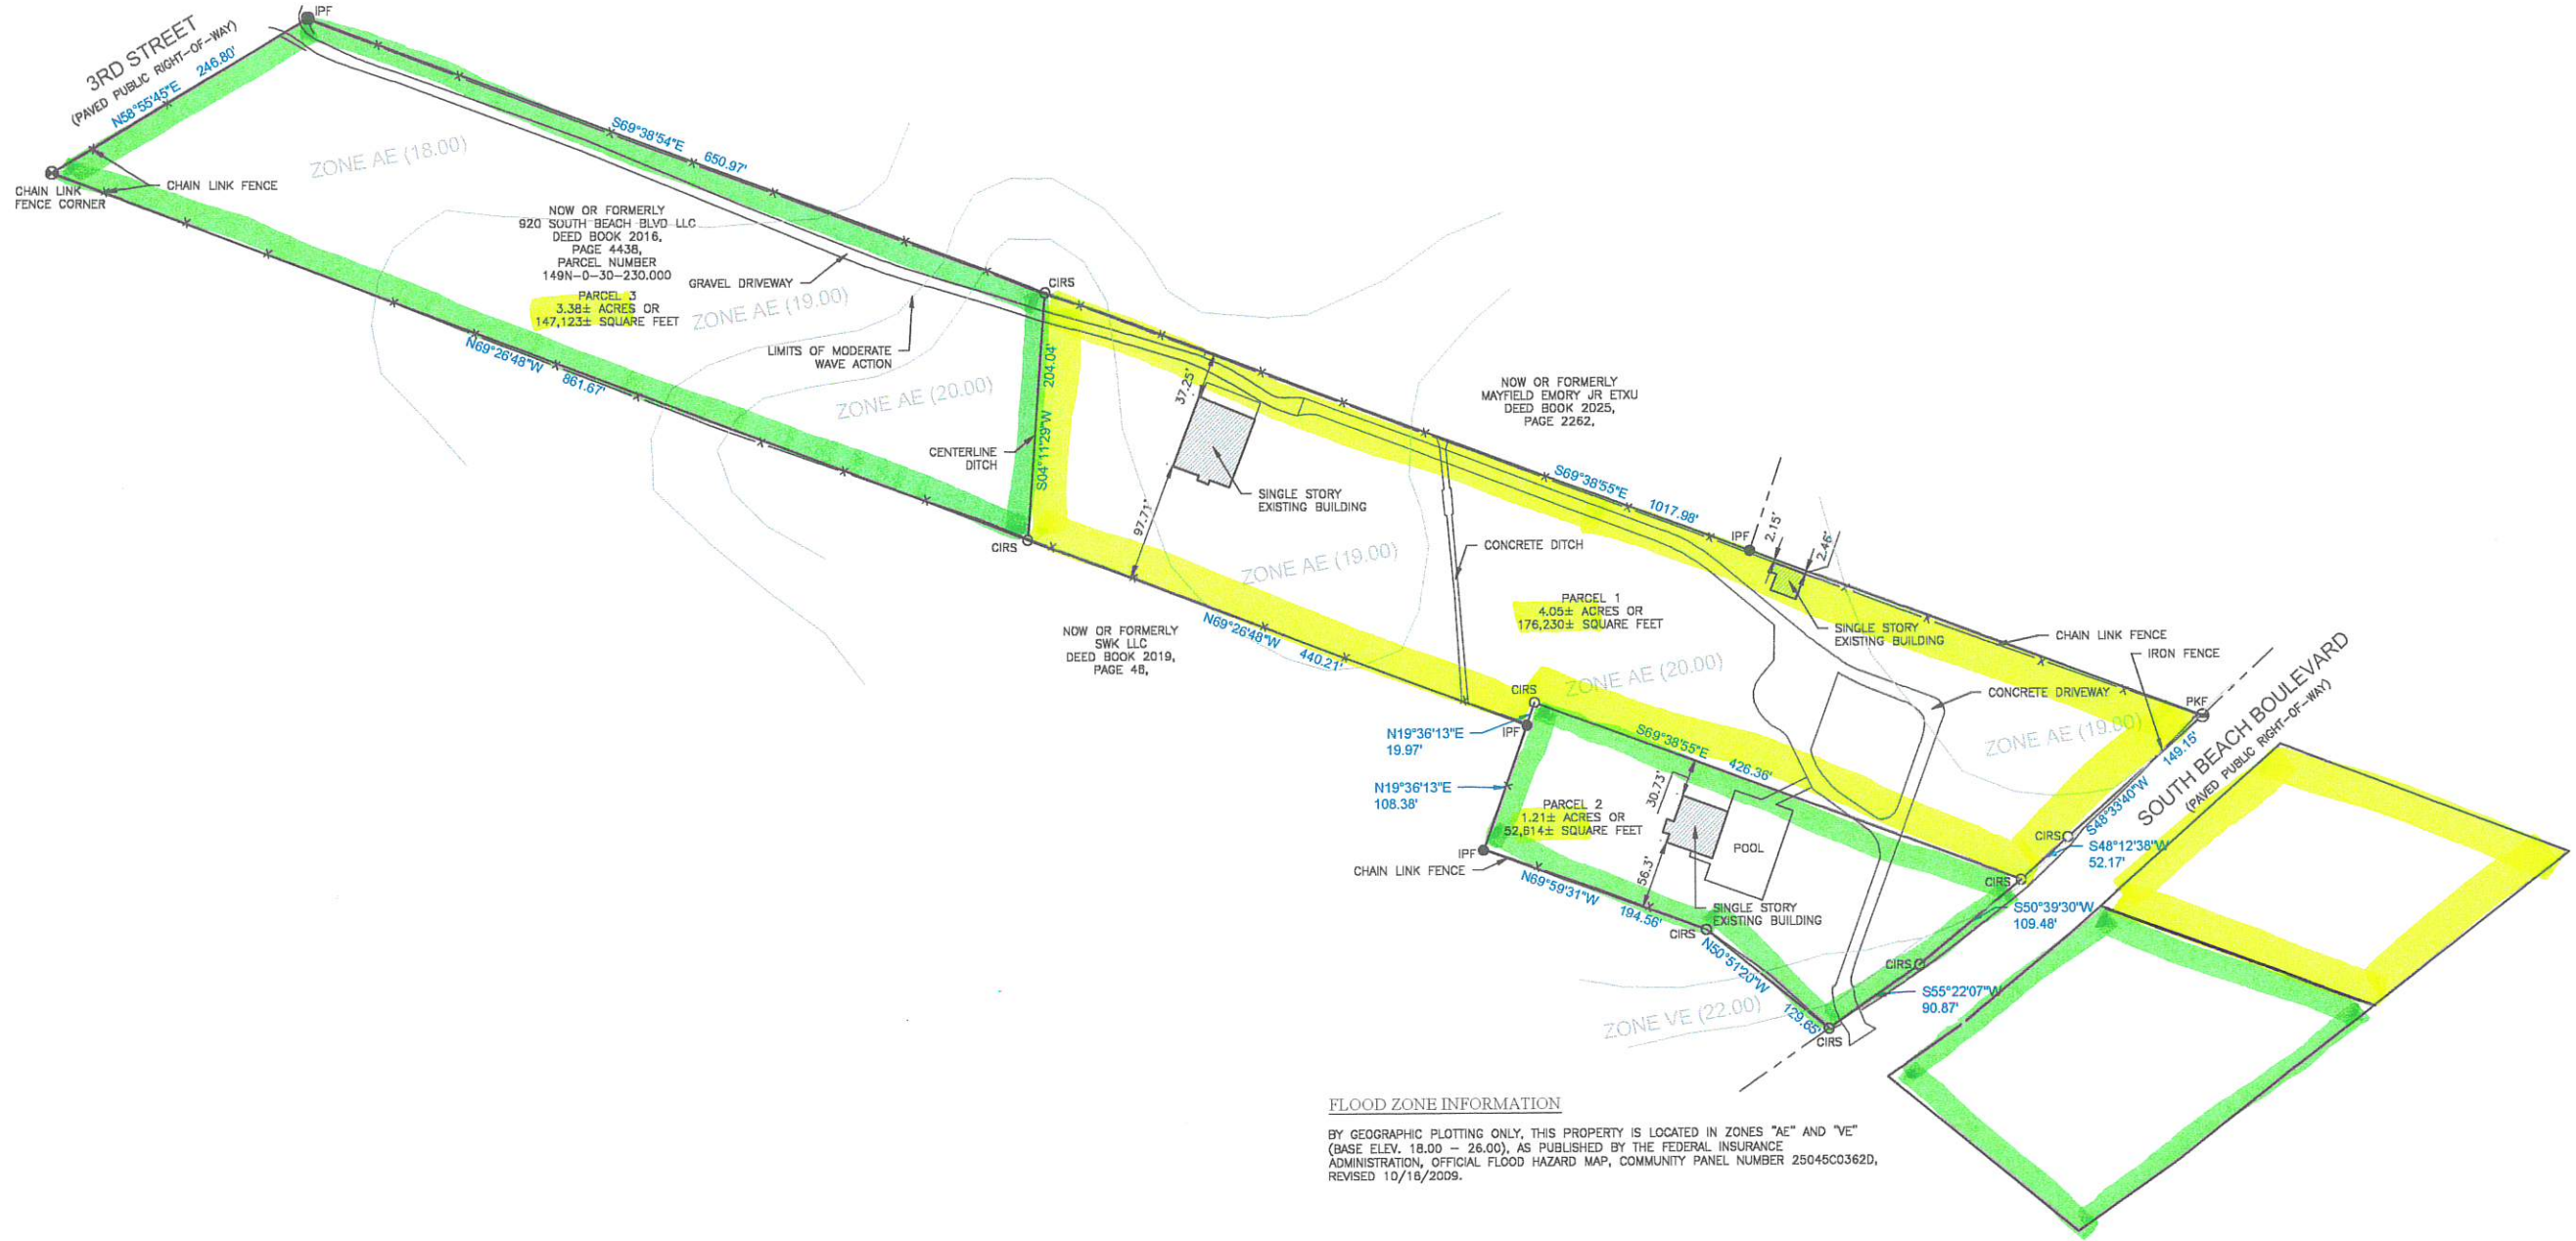 3RD STREET
(PAVED PUBLIC RIGHT-OF-WAY)
N58°55'45"E 246.80'
IPF
CHAIN LINK
FENCE CORNER
CHAIN LINK FENCE
ZONE AE (18.00)
S69°38'54"E 650.97'
NOW OR FORMERLY
920 SOUTH BEACH BLVD LLC
DEED BOOK 2016,
PAGE 4438,
PARCEL NUMBER
149N-0-30-230.000
PARCEL 3
3.38± ACRES OR
147,123± SQUARE FEET
GRAVEL DRIVEWAY
ZONE AE (19.00)
LIMITS OF MODERATE
WAVE ACTION
N69°26'48"W 861.67'
ZONE AE (20.00)
CENTERLINE
DITCH
CIRS
S04°11'29"W 204.04'
CIRS
37.25'
97.71'
SINGLE STORY
EXISTING BUILDING
NOW OR FORMERLY
MAYFIELD EMORY JR ETXU
DEED BOOK 2025,
PAGE 2262,
S69°38'55"E 1017.98'
IPF
2.15'
2.46'
CONCRETE DITCH
ZONE AE (19.00)
PARCEL 1
4.05± ACRES OR
176,230± SQUARE FEET
SINGLE STORY
EXISTING BUILDING
CHAIN LINK FENCE
IRON FENCE
NOW OR FORMERLY
SWK LLC
DEED BOOK 2019,
PAGE 48,
N69°26'48"W 440.21'
ZONE AE (20.00)
CONCRETE DRIVEWAY
PKF
ZONE AE (19.00)
SOUTH BEACH BOULEVARD
(PAVED PUBLIC RIGHT-OF-WAY)
S48°33'40"W 149.15'
CIRS
IPF
N19°36'13"E
19.97'
N19°36'13"E
108.38'
S69°38'55"E 426.36'
30.73'
PARCEL 2
1.21± ACRES OR
52,614± SQUARE FEET
POOL
56.3'
CIRS
S48°12'38"W
52.17'
CIRS
IPF
CHAIN LINK FENCE
N69°59'31"W 194.56'
SINGLE STORY
EXISTING BUILDING
S50°39'30"W
109.48'
CIRS
N50°51'20"W 129.65'
CIRS
S55°22'07"W
90.87'
ZONE VE (22.00)
CIRS
FLOOD ZONE INFORMATION
BY GEOGRAPHIC PLOTTING ONLY, THIS PROPERTY IS LOCATED IN ZONES "AE" AND "VE"
(BASE ELEV. 18.00 - 26.00), AS PUBLISHED BY THE FEDERAL INSURANCE
ADMINISTRATION, OFFICIAL FLOOD HAZARD MAP, COMMUNITY PANEL NUMBER 25045C0362D,
REVISED 10/16/2009.